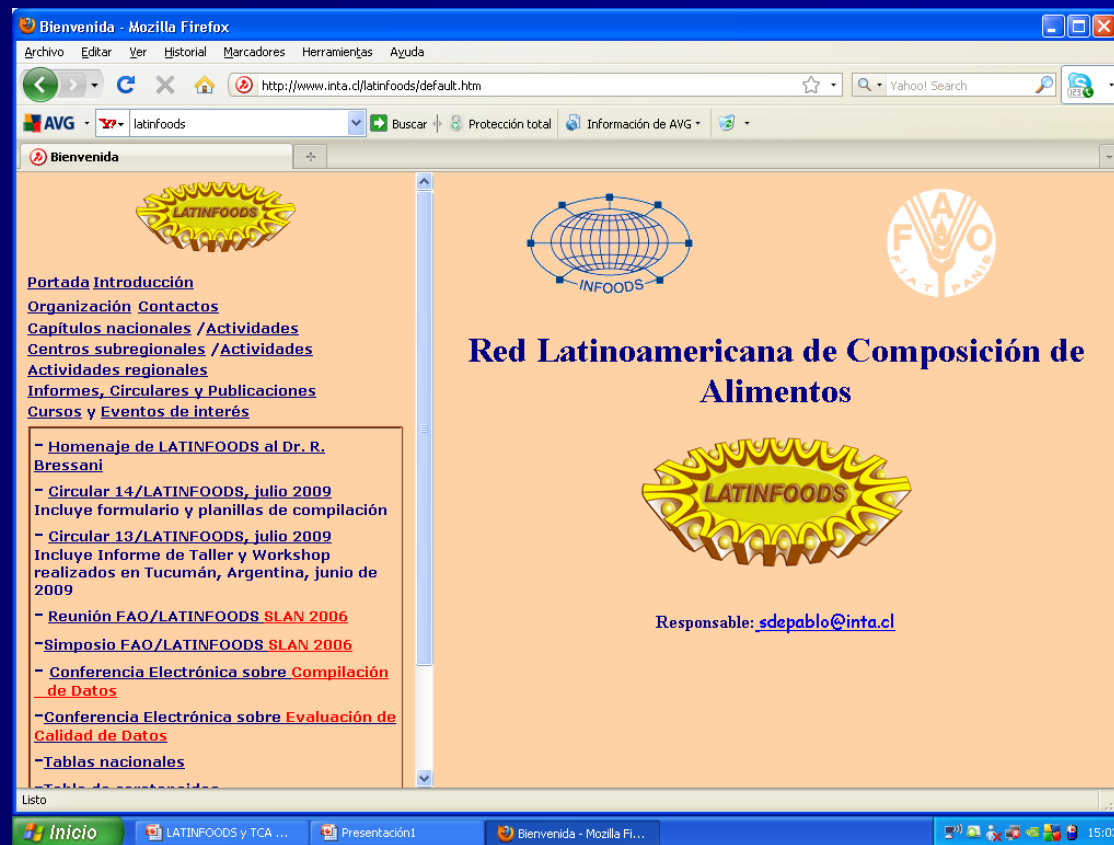 Bienvenida - Mozilla Firefox
Archivo Editar Ver Historial Marcadores Herramientas Ayuda
http://www.inta.cl/latinfoods/default.htm
Yahoo! Search
AVG
latinfoods
Buscar
Protección total
Información de AVG
Bienvenida
LATINFOODS
Portada Introducción
Organización Contactos
Capítulos nacionales /Actividades
Centros subregionales /Actividades
Actividades regionales
Informes, Circulares y Publicaciones
Cursos y Eventos de interés
- Homenaje de LATINFOODS al Dr. R.
Bressani
- Circular 14/LATINFOODS, julio 2009
Incluye formulario y planillas de compilación
- Circular 13/LATINFOODS, julio 2009
Incluye Informe de Taller y Workshop
realizados en Tucumán, Argentina, junio de
2009
- Reunión FAO/LATINFOODS SLAN 2006
-Simposio FAO/LATINFOODS SLAN 2006
- Conferencia Electrónica sobre Compilación
de Datos
-Conferencia Electrónica sobre Evaluación de
Calidad de Datos
-Tablas nacionales
INFOODS
FAO
FIAT PANIS
Red Latinoamericana de Composición de
Alimentos
LATINFOODS
Responsable: sdepablo@inta.cl
Listo
Inicio
LATINFOODS y TCA ...
Presentación1
Bienvenida - Mozilla Fi...